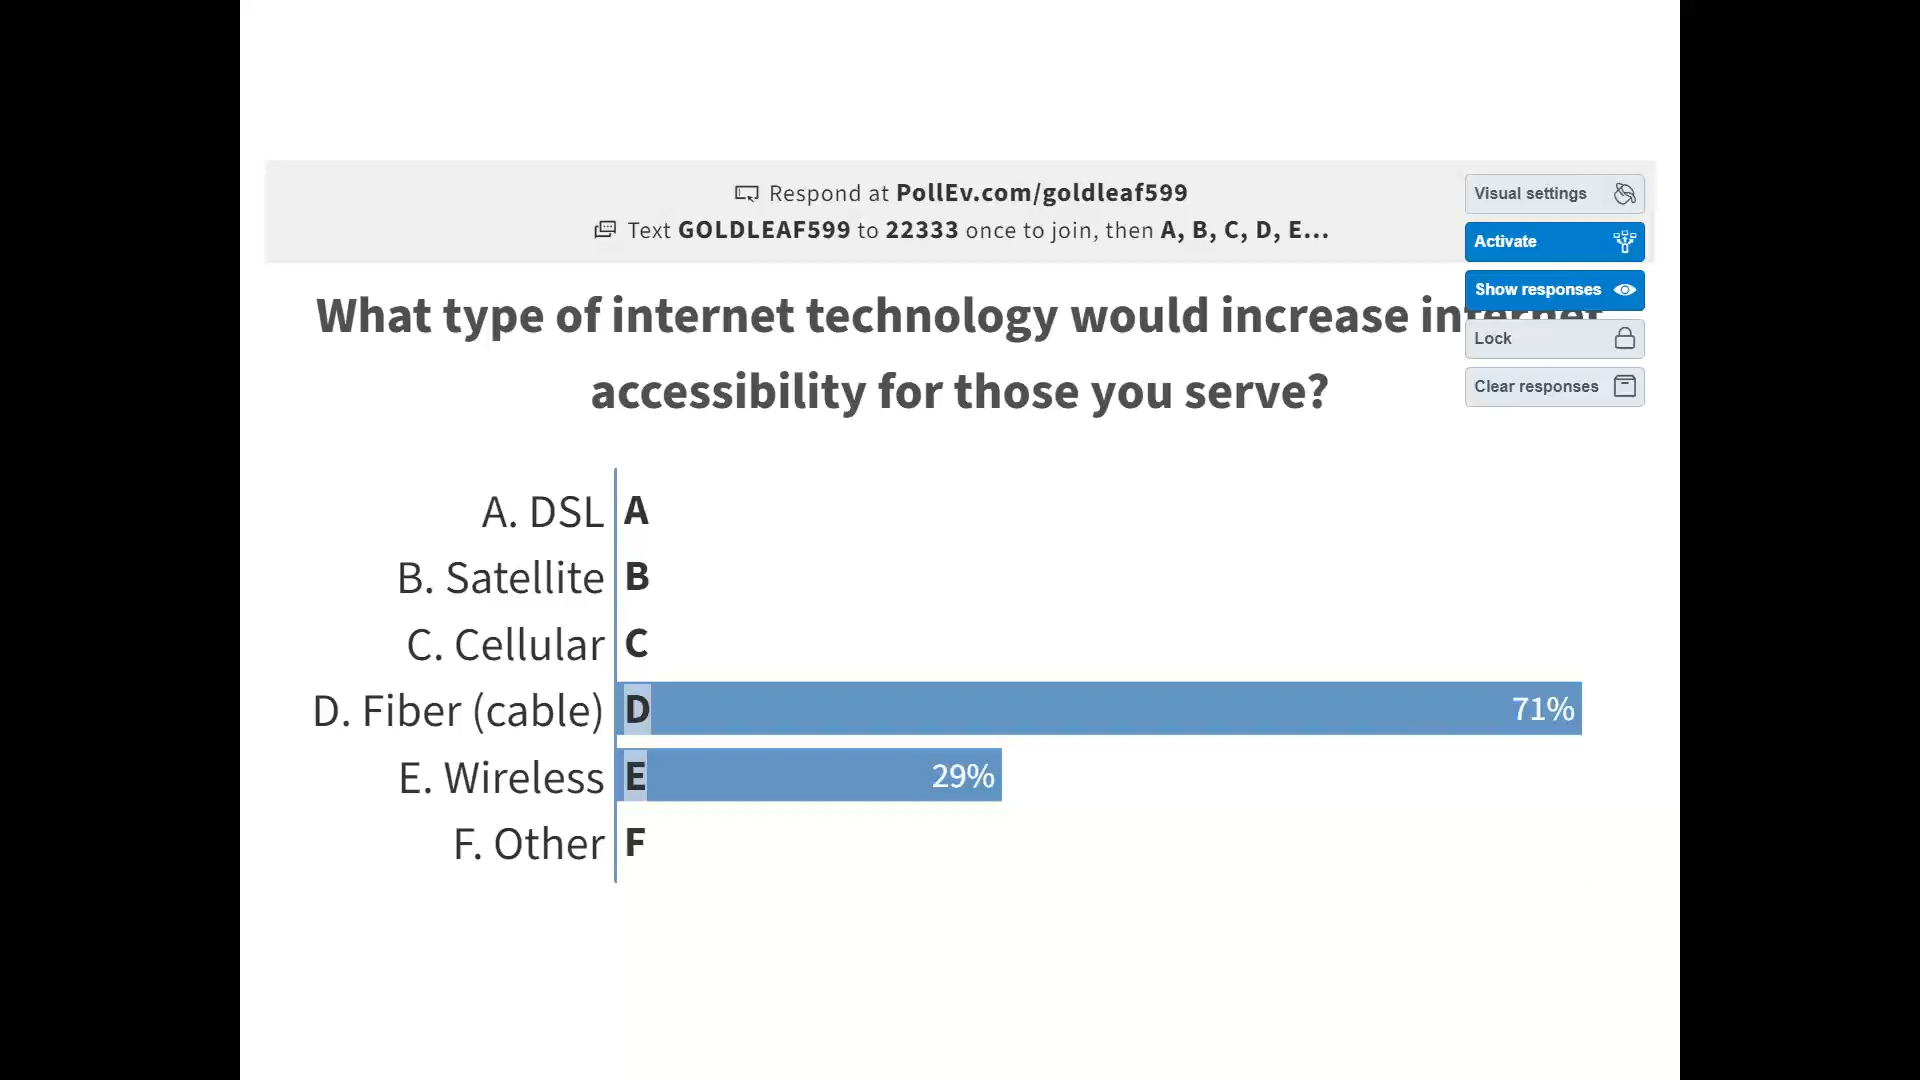 Respond at PollEv.com/goldleaf599
Text GOLDLEAF599 to 22333 once to join, then A, B, C, D, E...
Visual settings
Activate
Show responses
Lock
Clear responses
What type of internet technology would increase internet
accessibility for those you serve?
A. DSL A
B. Satellite B
C. Cellular C
D. Fiber (cable) D 71%
E. Wireless E 29%
F. Other F